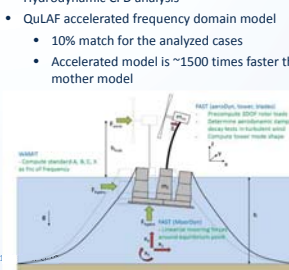 Hydrodynamic CFD analysis
• QuLAF accelerated frequency domain model
• 10% match for the analyzed cases
• Accelerated model is ~1500 times faster th
mother model
FAST (AeroDyn, tower, blades)
- Precompute 1DOF rotor loads
- Determine aerodynamic damp
decay tests in turbulent wind
- Compute tower mode shape
WAMIT
- Compute standard A, B, C, X
as fns of frequency
FAST (MoorDyn)
- Linearize mooring forces
around equilibrium point
h